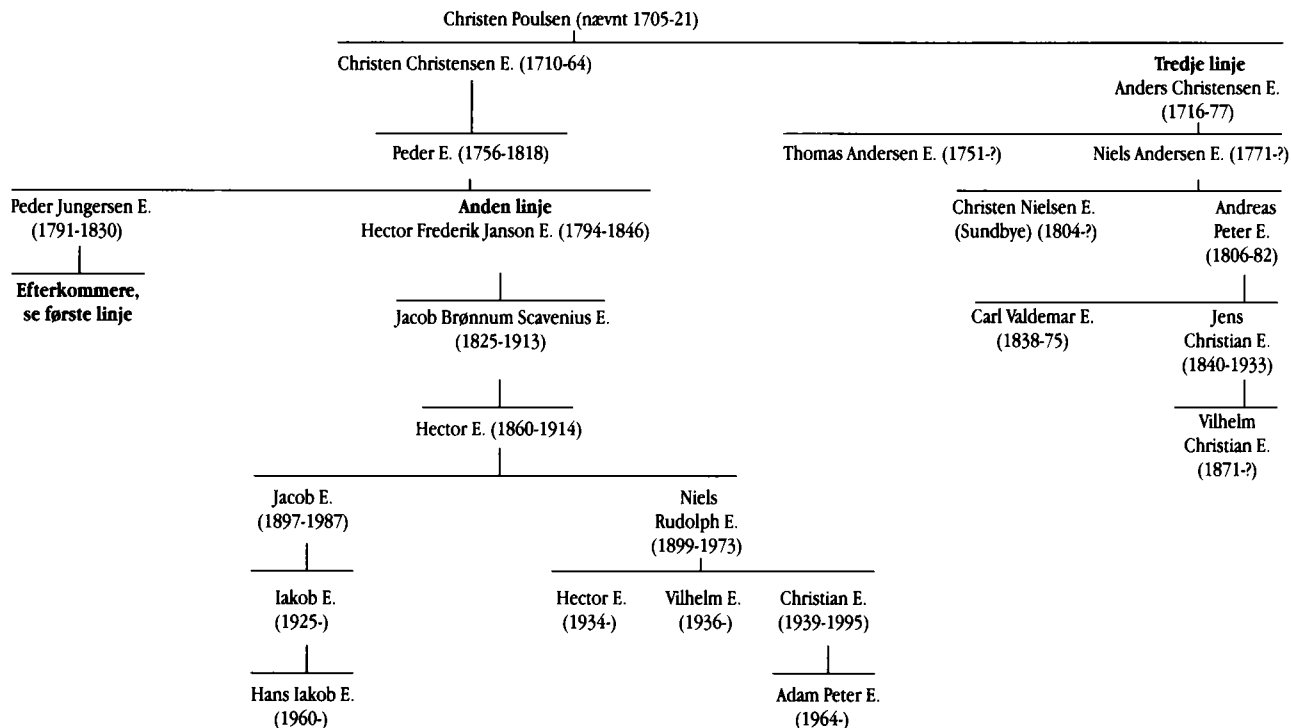 Christen Poulsen (nævnt 1705-21)
Christen Christensen E. (1710-64)
Tredje linje
Anders Christensen E.
(1716-77)
Peder E. (1756-1818)
Thomas Andersen E. (1751-?)
Niels Andersen E. (1771-?)
Peder Jungersen E.
(1791-1830)
Anden linje
Hector Frederik Janson E. (1794-1846)
Christen Nielsen E.
(Sundbye) (1804-?)
Andreas
Peter E.
(1806-82)
Efterkommere,
se første linje
Jacob Brønnum Scavenius E.
(1825-1913)
Carl Valdemar E.
(1838-75)
Jens
Christian E.
(1840-1933)
Hector E. (1860-1914)
Vilhelm
Christian E.
(1871-?)
Jacob E.
(1897-1987)
Niels
Rudolph E.
(1899-1973)
Iakob E.
(1925-)
Hector E.
(1934-)
Vilhelm E.
(1936-)
Christian E.
(1939-1995)
Hans Iakob E.
(1960-)
Adam Peter E.
(1964-)